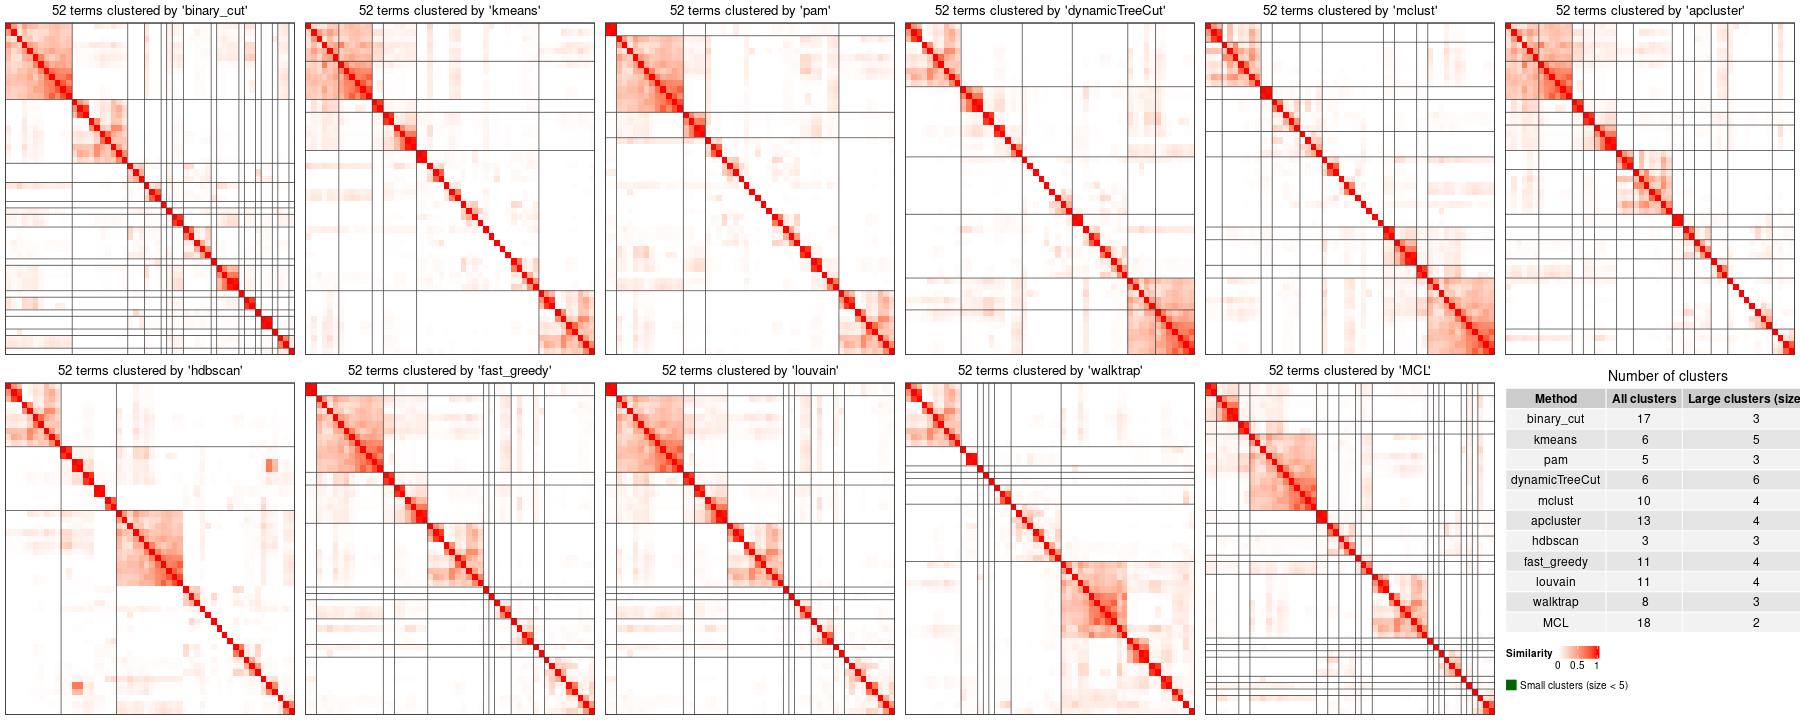 52 terms clustered by 'binary_cut'
52 terms clustered by 'kmeans'
52 terms clustered by 'pam'
52 terms clustered by 'dynamicTreeCut'
52 terms clustered by 'mclust'
52 terms clustered by 'apcluster'
52 terms clustered by 'hdbscan'
52 terms clustered by 'fast_greedy'
52 terms clustered by 'louvain'
52 terms clustered by 'walktrap'
52 terms clustered by 'MCL'
Number of clusters
Method All clusters Large clusters (size
binary_cut 17 3
kmeans 6 5
pam 5 3
dynamicTreeCut 6 6
mclust 10 4
apcluster 13 4
hdbscan 3 3
fast_greedy 11 4
louvain 11 4
walktrap 8 3
MCL 18 2
Similarity
0 0.5 1
Small clusters (size < 5)